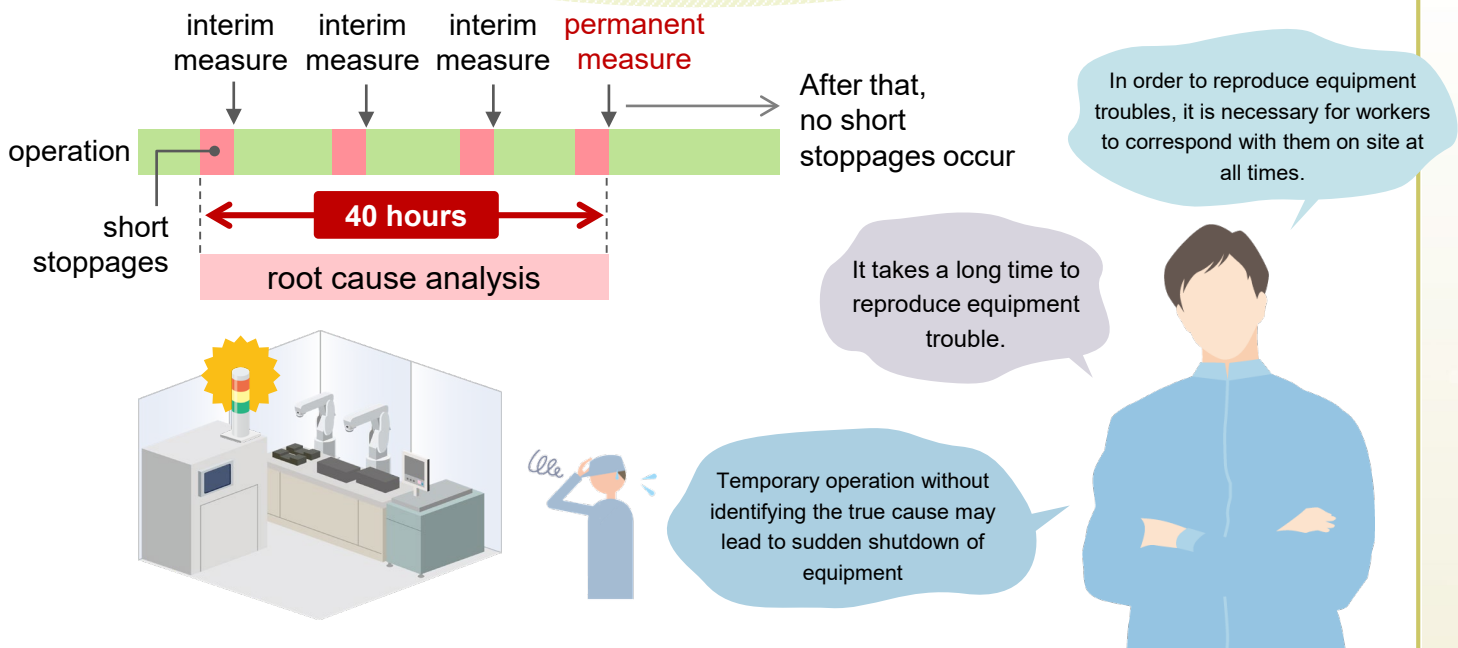 interim
measure
interim
measure
interim
measure
permanent
measure
After that,
no short
stoppages occur
operation
short
stoppages
40 hours
root cause analysis
In order to reproduce equipment
troubles, it is necessary for workers
to correspond with them on site at
all times.
It takes a long time to
reproduce equipment
trouble.
Temporary operation without
identifying the true cause may
lead to sudden shutdown of
equipment